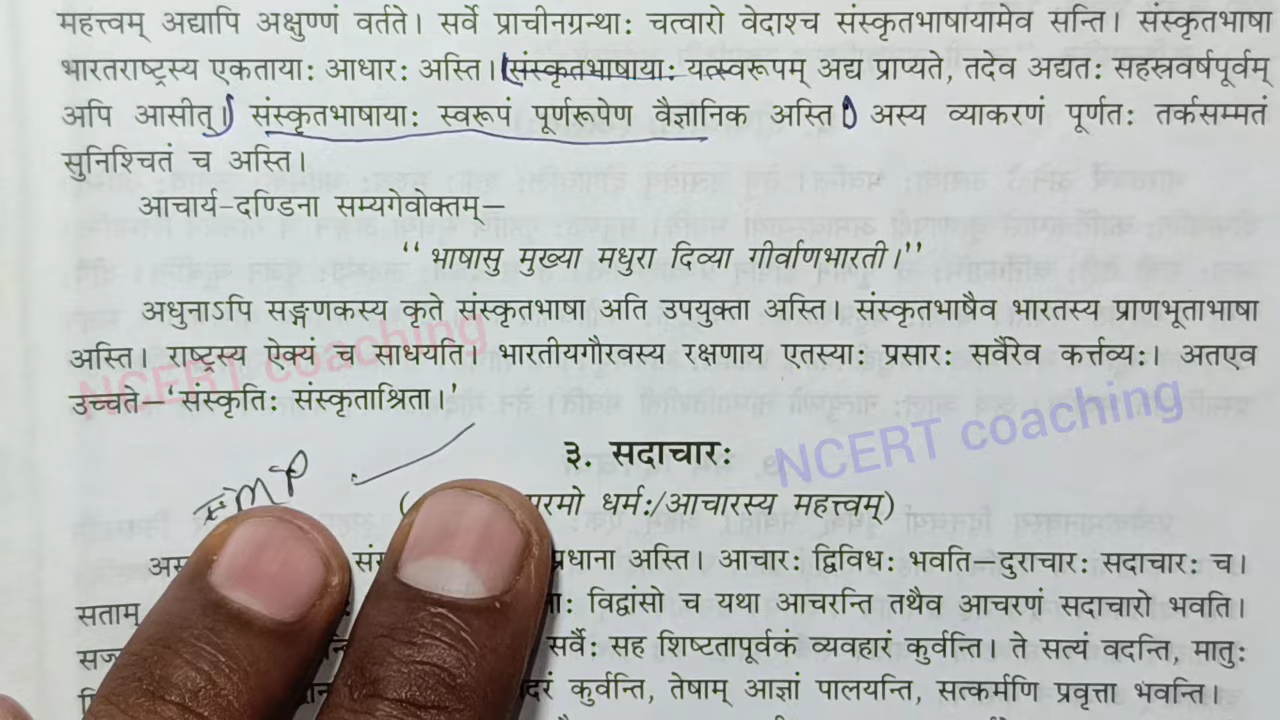 महत्त्वम् अद्यापि अक्षुण्णं वर्तते। सर्वे प्राचीनग्रन्थाः चत्वारो वेदाश्च संस्कृतभाषायामेव सन्ति। संस्कृतभाषा
भारतराष्ट्रस्य एकतायाः आधारः अस्ति। संस्कृतभाषायाः यत्स्वरूपम् अद्य प्राप्यते, तदेव अद्यतः सहस्रवर्षपूर्वम्
अपि आसीत्। संस्कृतभाषायाः स्वरूपं पूर्णरूपेण वैज्ञानिक अस्ति। अस्य व्याकरणं पूर्णतः तर्कसम्मतं
सुनिश्चितं च अस्ति।
आचार्य-दण्डिना सम्यगेवोक्तम्—
“ भाषासु मुख्या मधुरा दिव्या गीर्वाणभारती।”
अधुनाऽपि सङ्गणकस्य कृते संस्कृतभाषा अति उपयुक्ता अस्ति। संस्कृतभाषैव भारतस्य प्राणभूताभाषा
अस्ति राष्ट्रस्य ऐक्यं च साधयति। भारतीयगौरवस्य रक्षणाय एतस्याः प्रसारः सर्वैरेव कर्त्तव्यः। अतएव
उच्यते- 'संस्कृतिः संस्कृताश्रिता।'
NCERT coaching
NCERT coaching
३. सदाचारः
IMP
परमो धर्मः/आचारस्य महत्त्वम्)
प्रधाना अस्ति। आचारः द्विविधः भवति—दुराचारः सदाचारः च।
सताम् विद्वांसो च यथा आचरन्ति तथैव आचरणं सदाचारो भवति।
सर्वैः सह शिष्टतापूर्वकं व्यवहारं कुर्वन्ति। ते सत्यं वदन्ति, मातुः
कुर्वन्ति, तेषाम् आज्ञां पालयन्ति, सत्कर्मणि प्रवृत्ता भवन्ति।